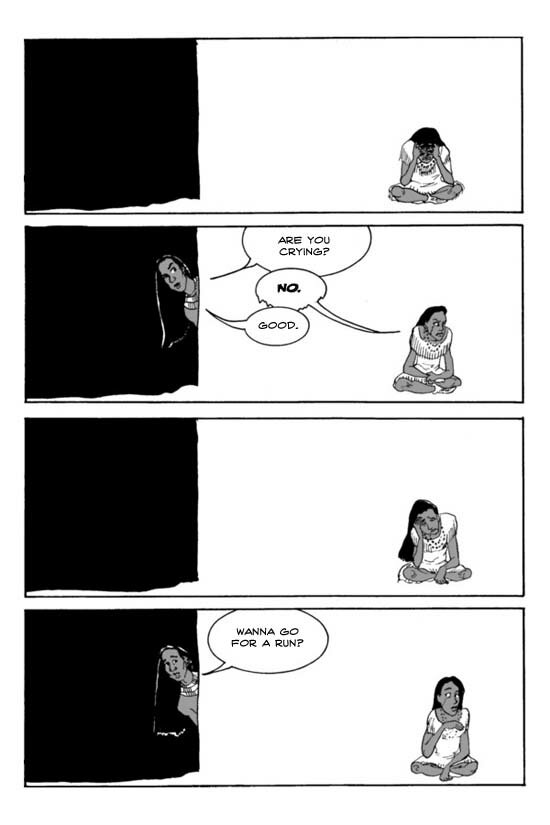 ARE YOU
CRYING?
NO.
GOOD.
WANNA GO
FOR A RUN?